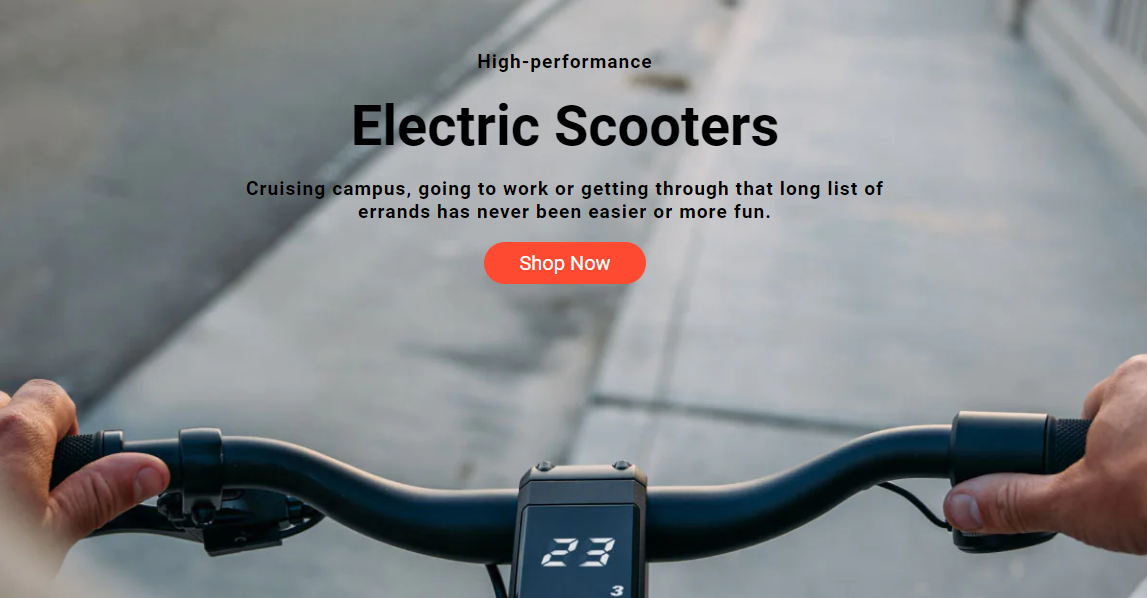 High-performance
Electric Scooters
Cruising campus, going to work or getting through that long list of
errands has never been easier or more fun.
Shop Now
23
3